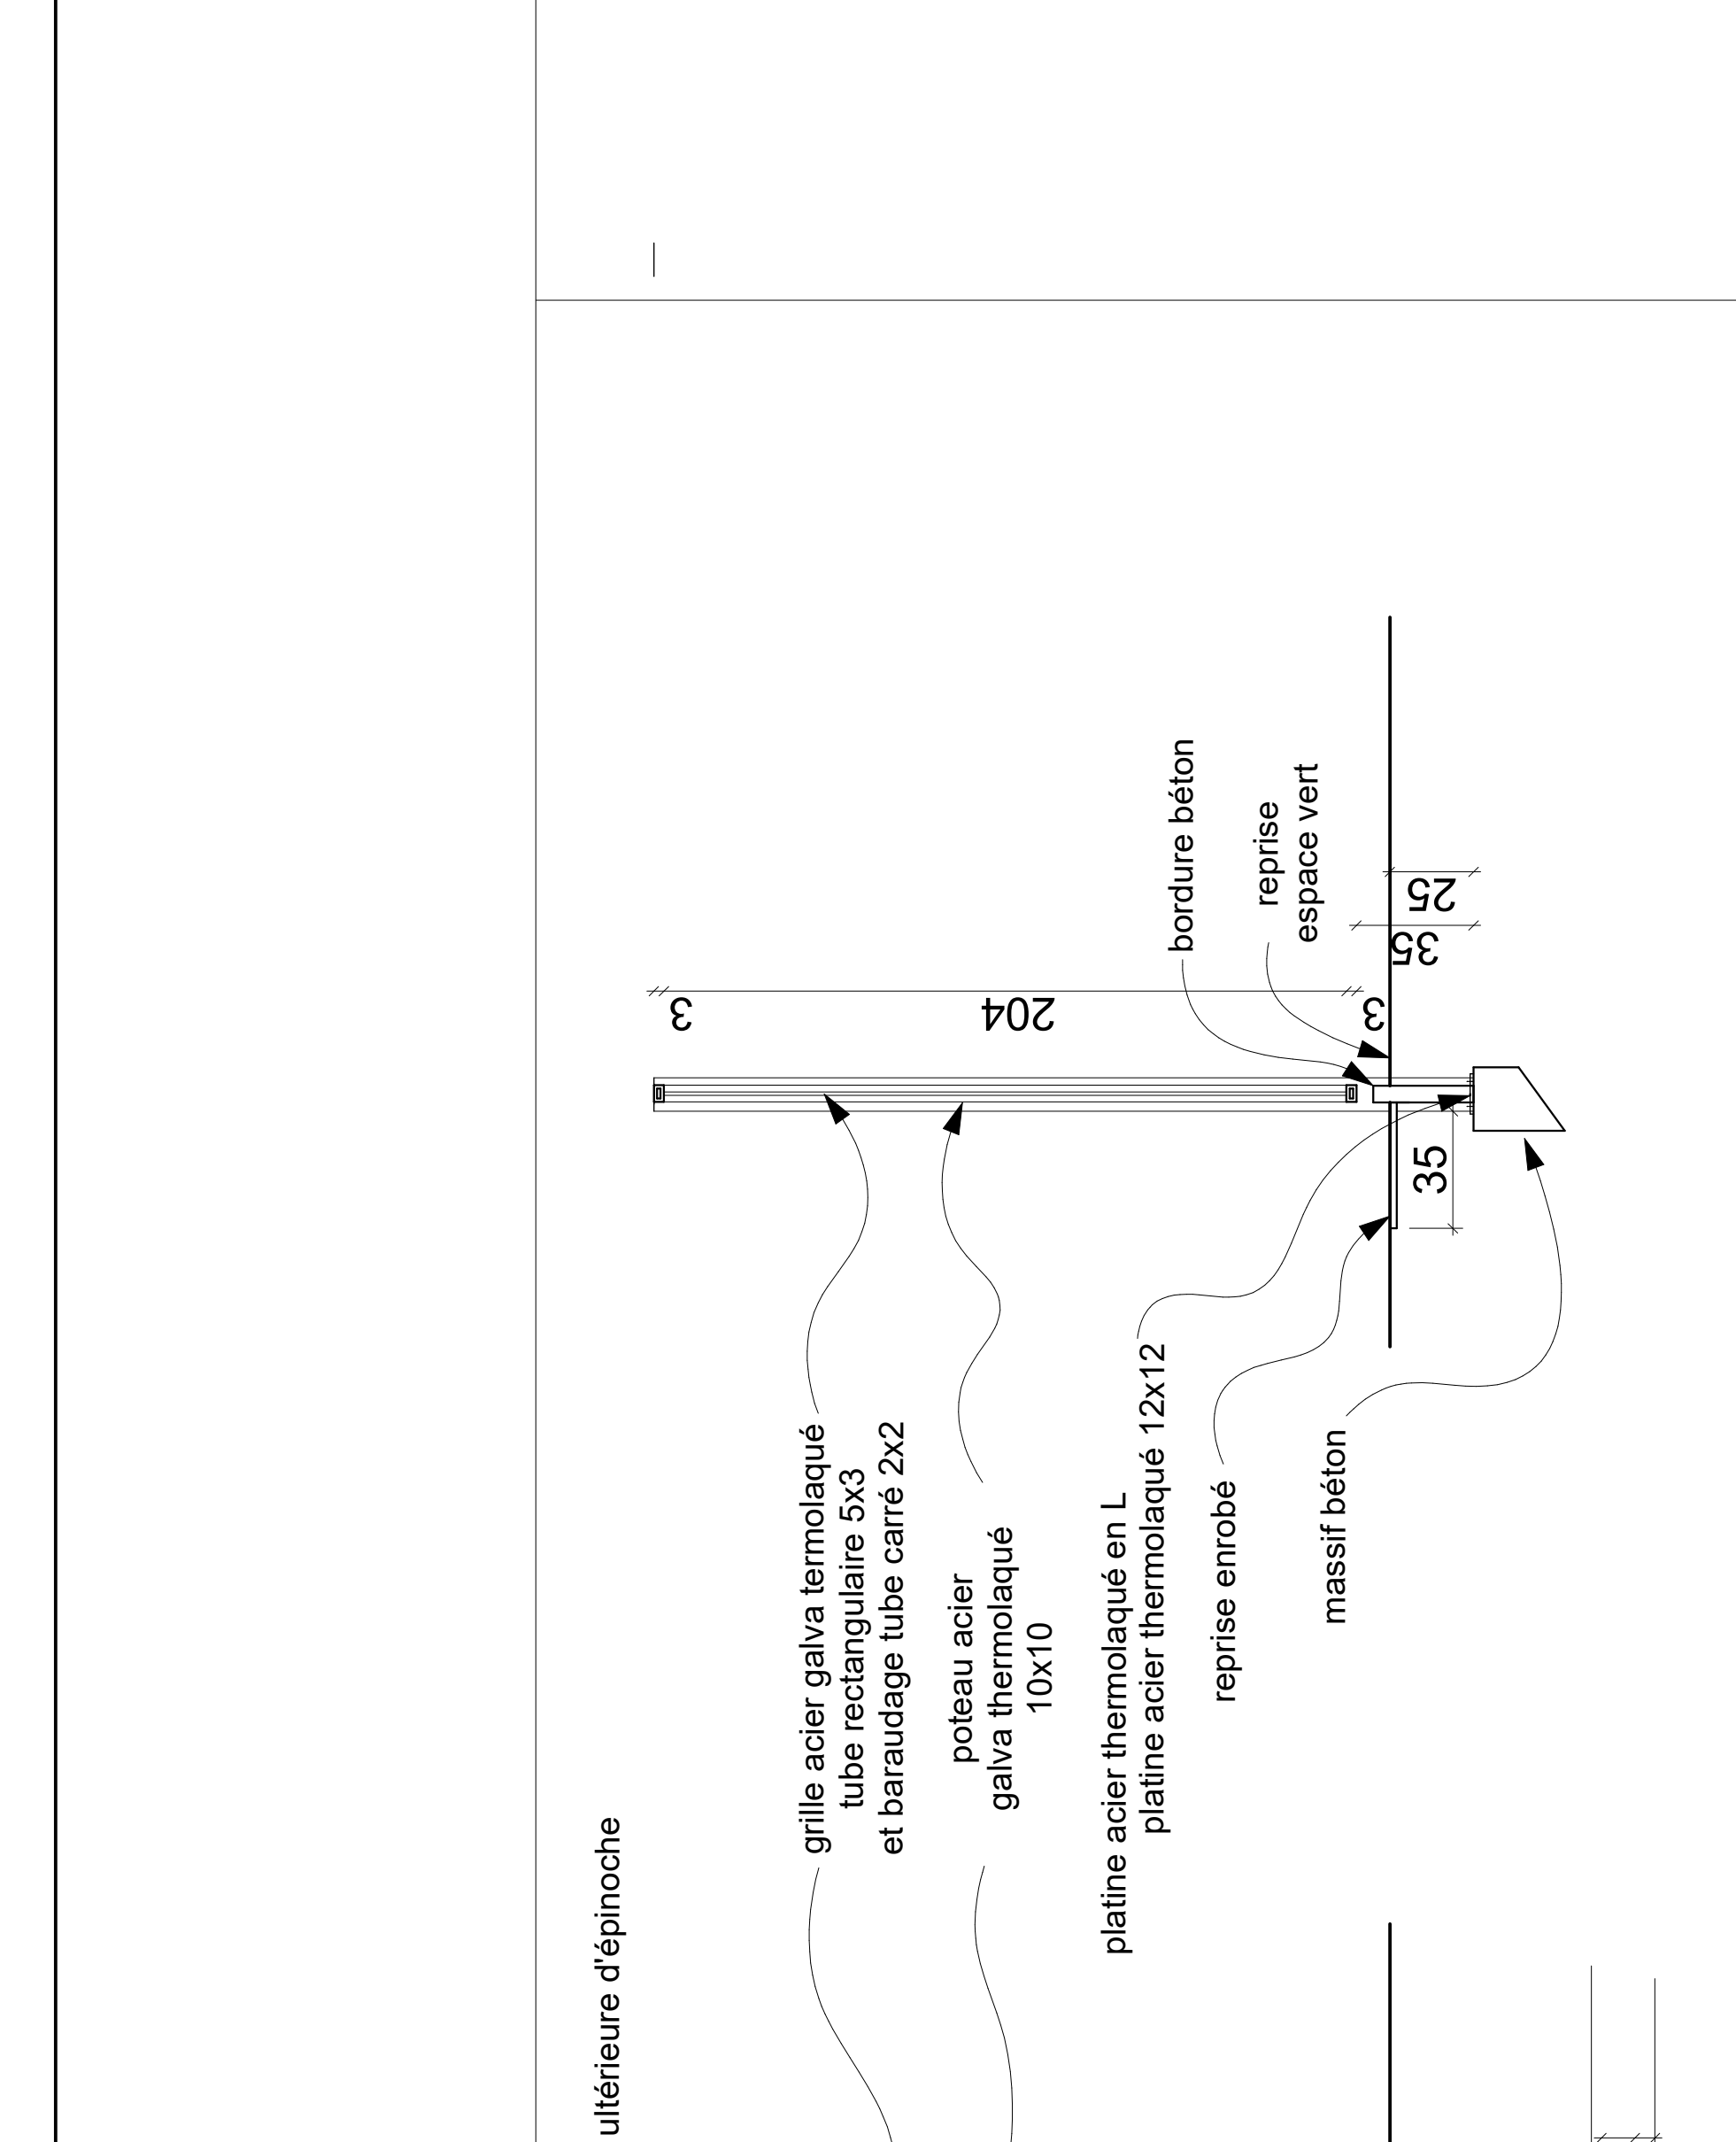 ultérieure d'épinoche
grille acier galva termolaqué
tube rectangulaire 5x3
et baraudage tube carré 2x2
poteau acier
galva thermolaqué
10x10
platine acier thermolaqué en L
platine acier thermolaqué 12x12
reprise enrobé
massif béton
bordure béton
reprise
espace vert
3
204
3
35
25
35